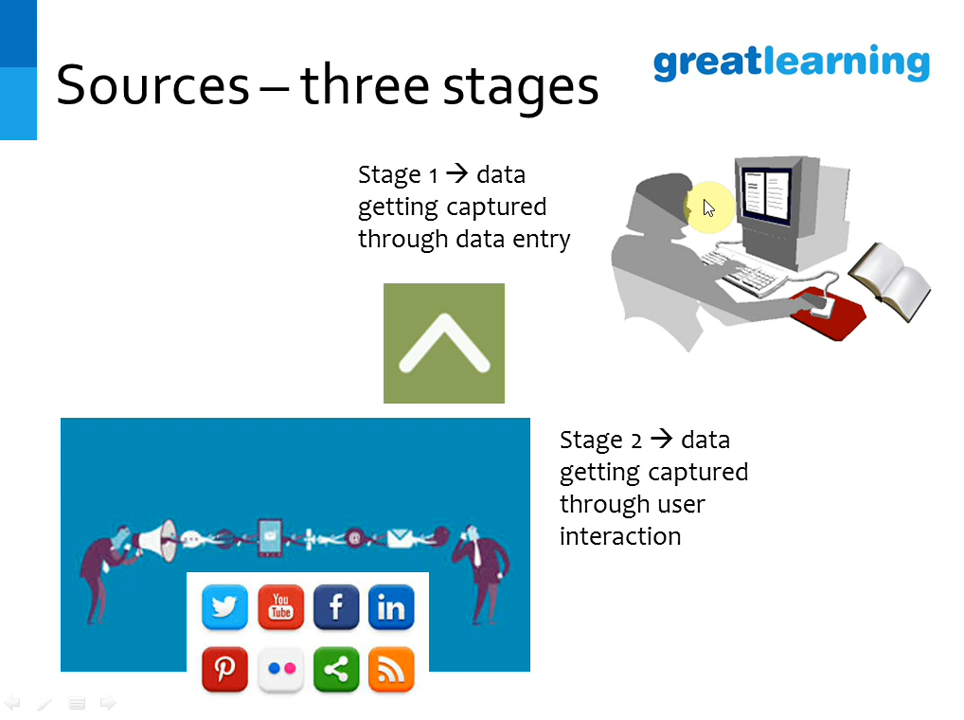 greatlearning
Sources – three stages
Stage 1 → data
getting captured
through data entry
Stage 2 → data
getting captured
through user
interaction
You
Tube